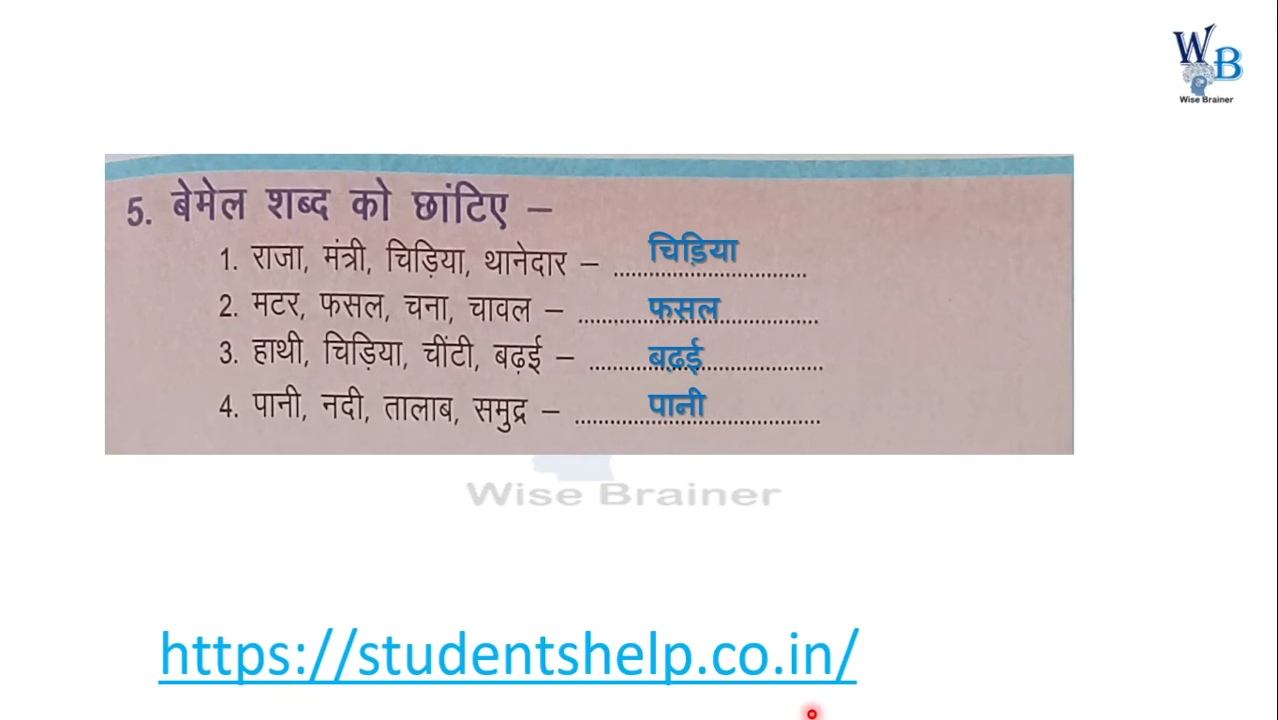 W B
Wise Brainer
5. बेमेल शब्द को छांटिए –
1. राजा, मंत्री, चिड़िया, थानेदार – .................................. चिड़िया
2. मटर, फसल, चना, चावल – .................................. फसल
3. हाथी, चिड़िया, चींटी, बढ़ई – .................................. बढ़ई
4. पानी, नदी, तालाब, समुद्र – .................................. पानी
Wise Brainer
https://studentshelp.co.in/